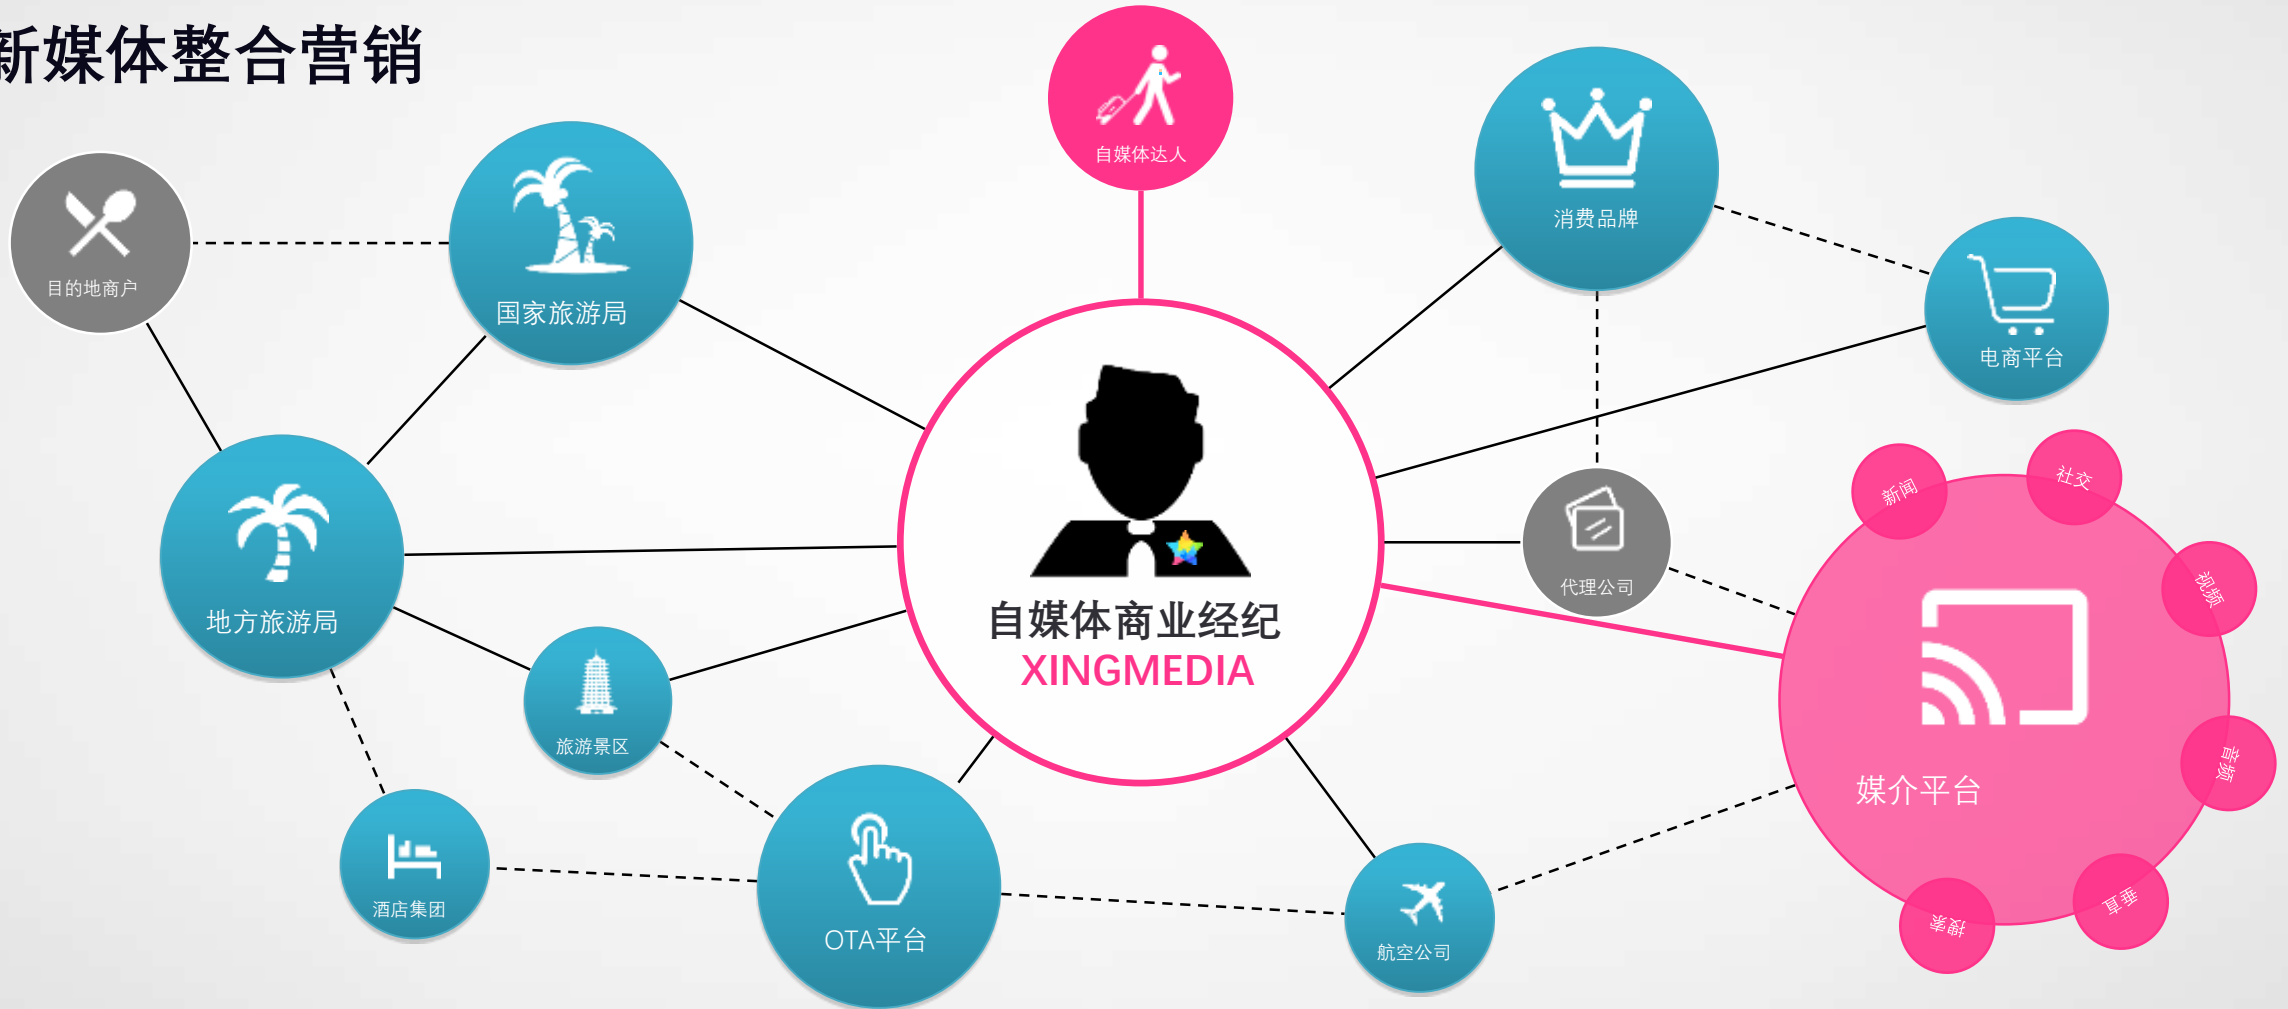 新媒体整合营销
自媒体达人
消费品牌
目的地商户
国家旅游局
电商平台
新闻
社交
视频
代理公司
地方旅游局
自媒体商业经纪
XINGMEDIA
旅游景区
音频
媒介平台
酒店集团
OTA平台
航空公司
垂直
搜索